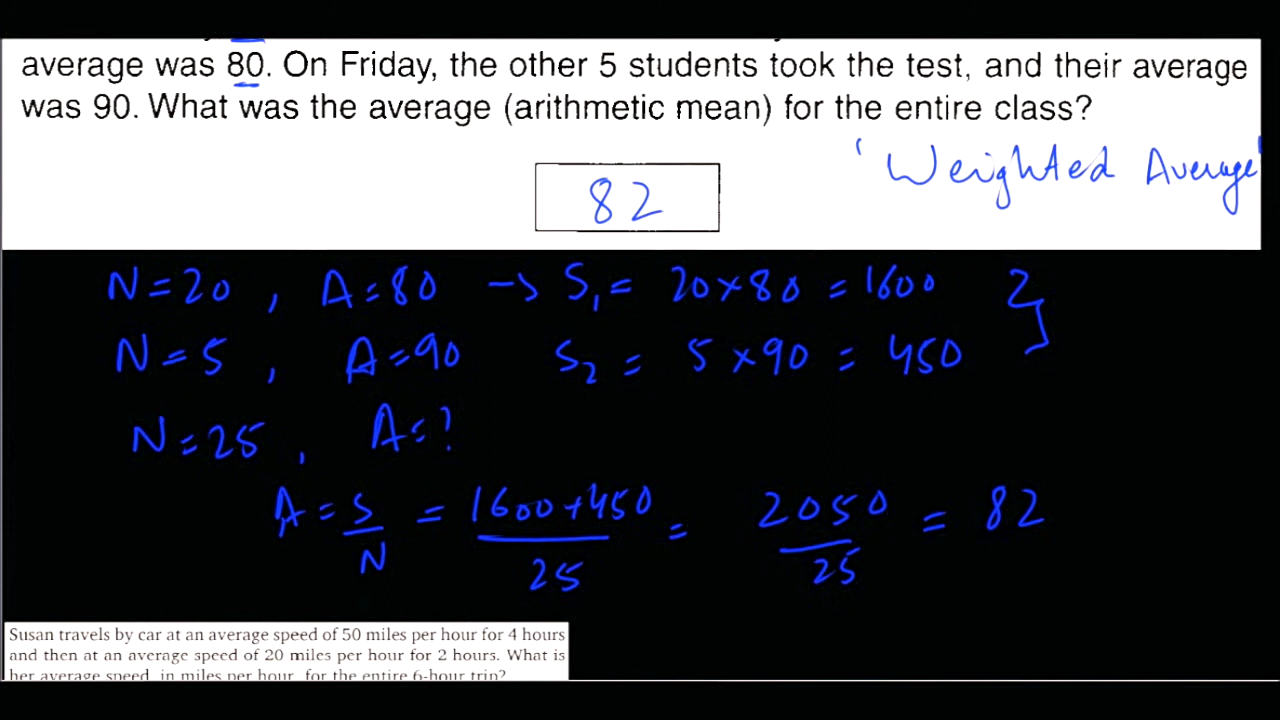 average was 80. On Friday, the other 5 students took the test, and their average
was 90. What was the average (arithmetic mean) for the entire class?
'Weighted Average'
82
N=20 , A=80 → S₁ = 20×80 = 1600
N=5 , A=90 S₂ = 5×90 = 450
N=25 , A=?
A = S/N = 1600+450/25 = 2050/25 = 82
Susan travels by car at an average speed of 50 miles per hour for 4 hours
and then at an average speed of 20 miles per hour for 2 hours. What is
her average speed, in miles per hour, for the entire 6-hour trip?